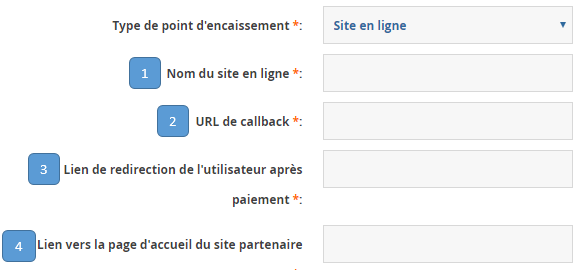 Type de point d'encaissement *: Site en ligne
1 Nom du site en ligne *:
2 URL de callback *:
3 Lien de redirection de l'utilisateur après
paiement *:
4 Lien vers la page d'accueil du site partenaire